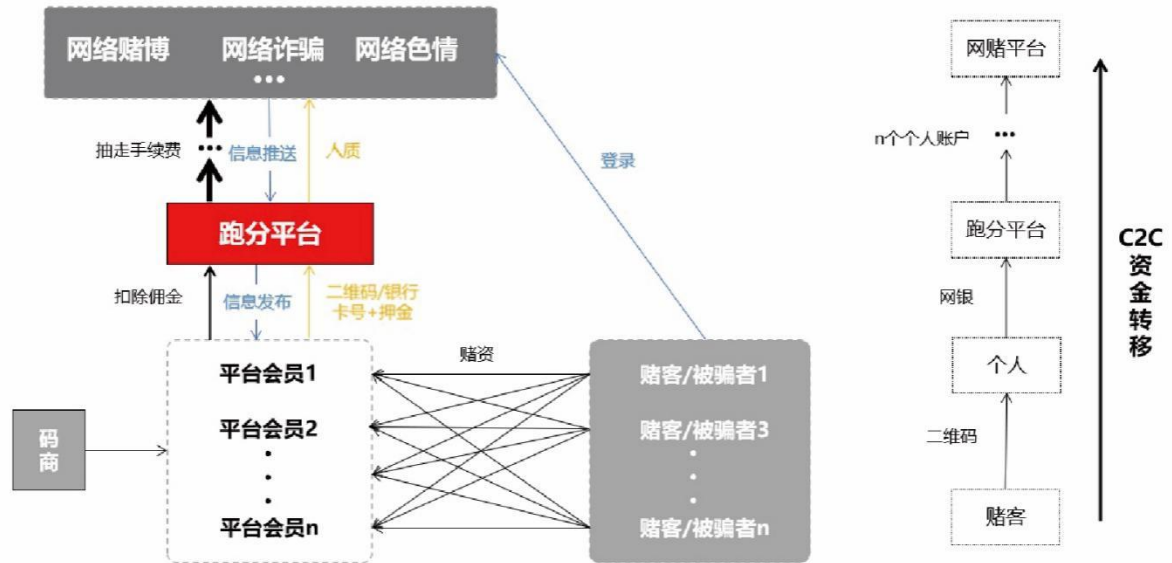 网络赌博 网络诈骗 网络色情
•••
抽走手续费
•••
信息推送
人质
登录
跑分平台
扣除佣金
信息发布
二维码/银行
卡号+押金
码
商
平台会员1
平台会员2
平台会员n
赌资
赌客/被骗者1
赌客/被骗者3
赌客/被骗者n
网赌平台
n个个人账户
•••
跑分平台
网银
个人
二维码
赌客
C2C
资
金
转
移